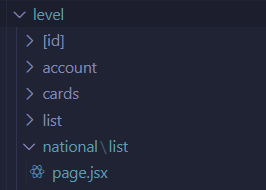 level
[id]
account
cards
list
national\list
page.jsx